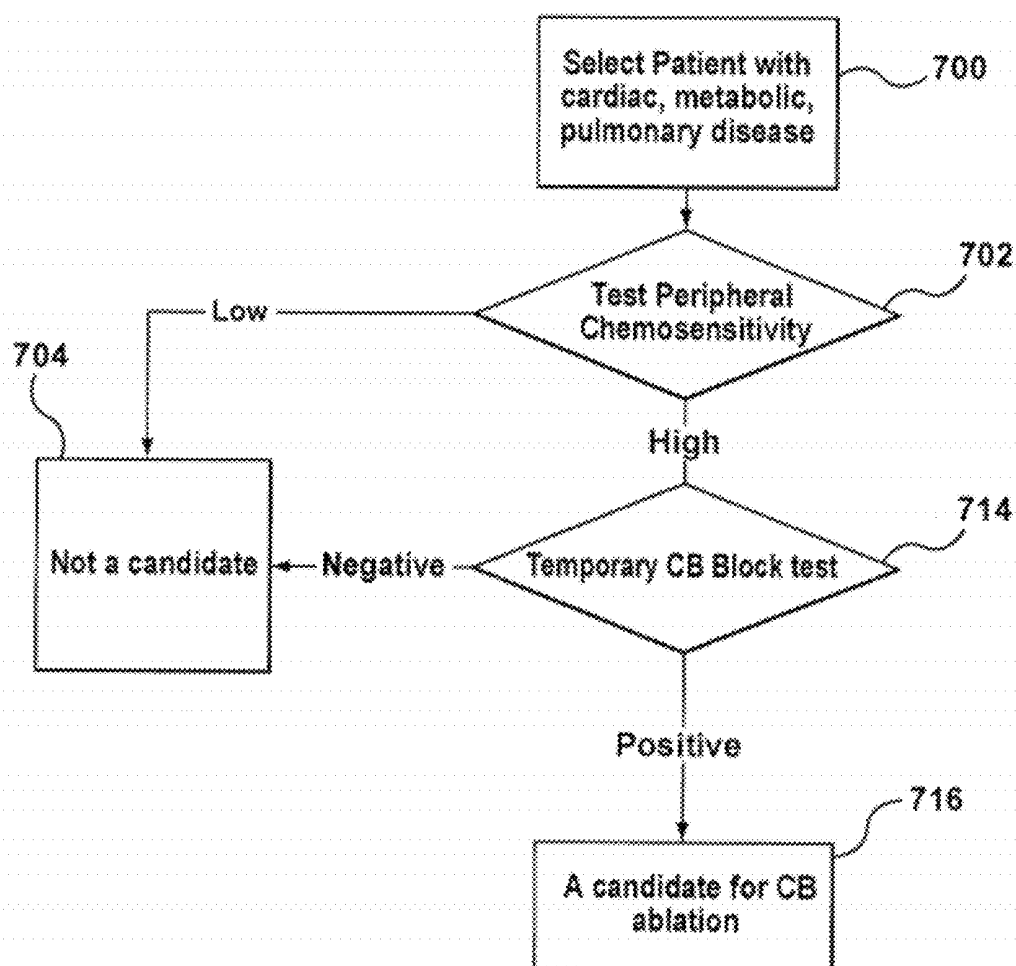 Select Patient with
cardiac, metabolic,
pulmonary disease
700
702
Test Peripheral
Chemosensitivity
Low
704
High
714
Not a candidate
Negative
Temporary CB Block test
Positive
716
A candidate for CB
ablation